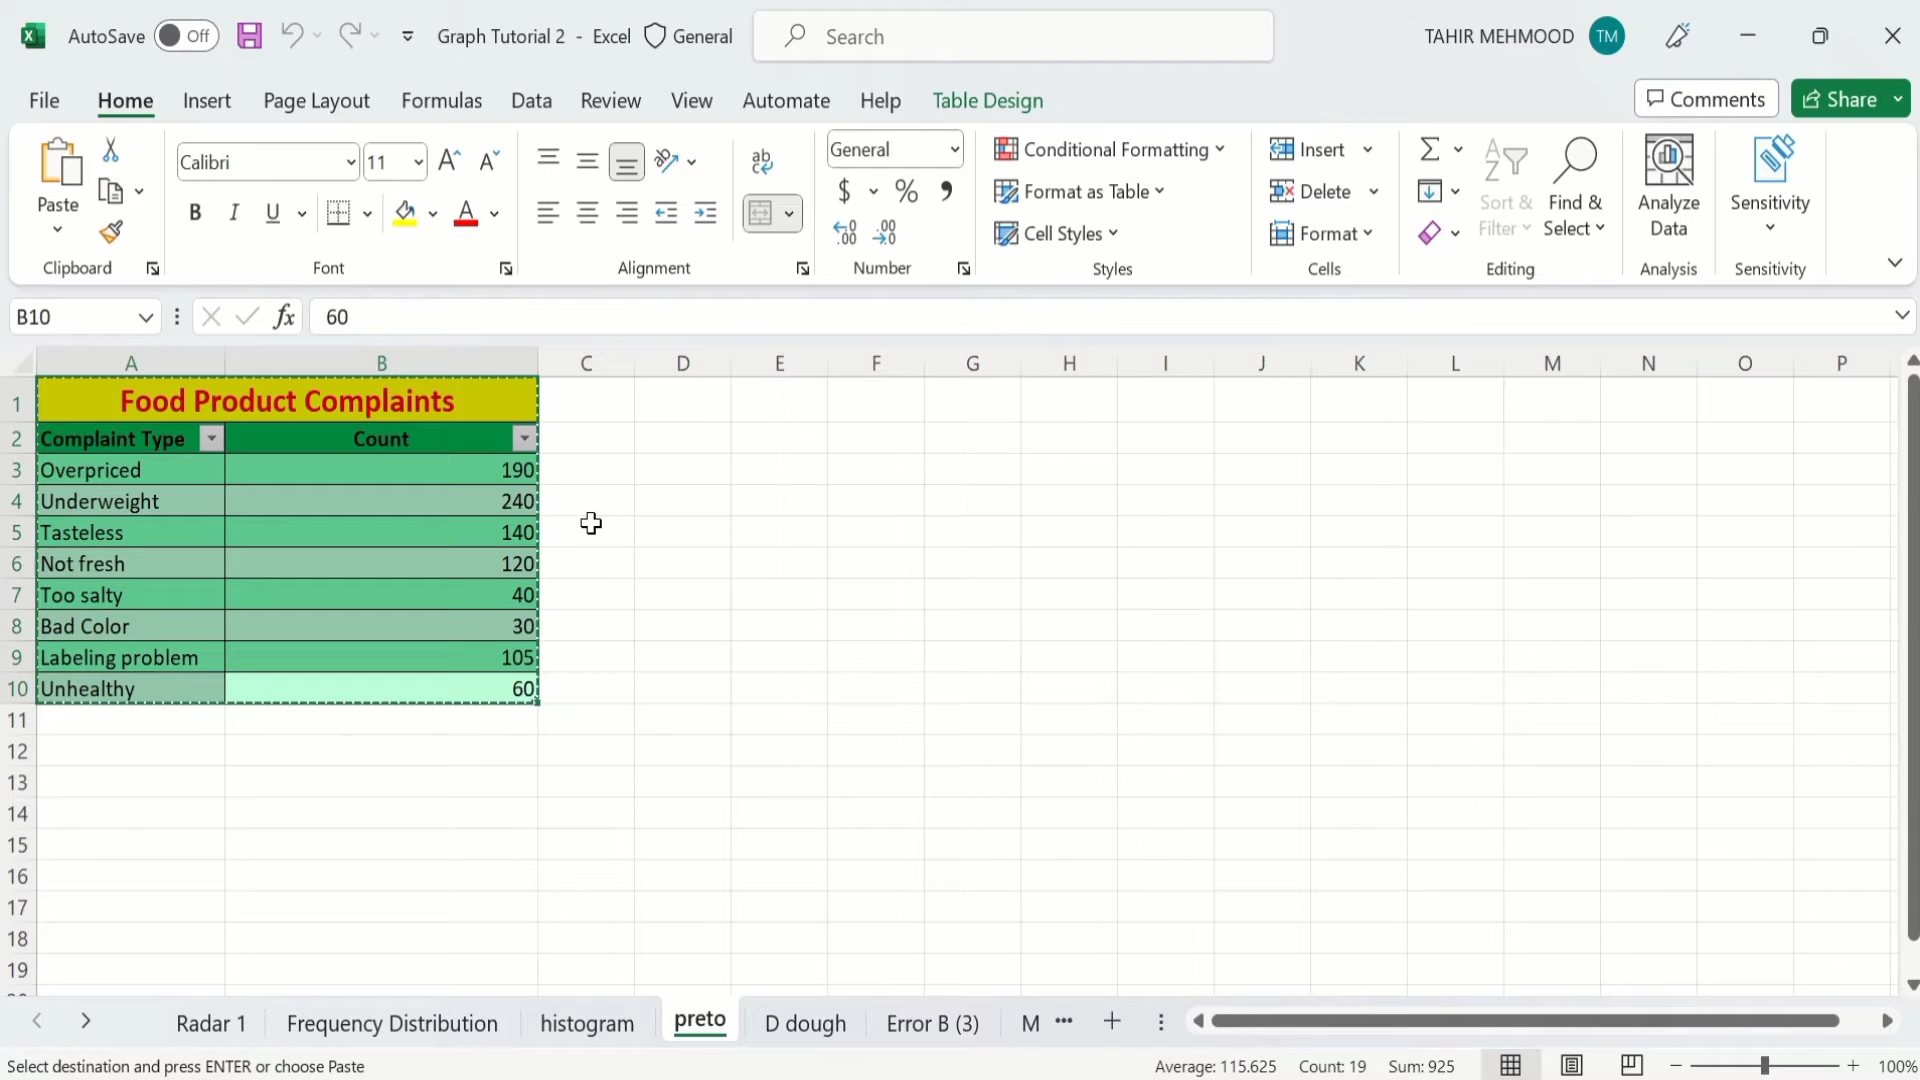 AutoSave Off Graph Tutorial 2 - Excel General Search TAHIR MEHMOOD TM
File Home Insert Page Layout Formulas Data Review View Automate Help Table Design Comments Share
Paste
Clipboard
Calibri 11
B I U A
Font
ab
Alignment
General
$ % ,
Number
Conditional Formatting
Format as Table
Cell Styles
Styles
Insert
Delete
Format
Cells
Sort & Filter
Find & Select
Editing
Analyze Data
Analysis
Sensitivity
Sensitivity
B10 fx 60
A B C D E F G H I J K L M N O P
1 Food Product Complaints
2 Complaint Type Count
3 Overpriced 190
4 Underweight 240
5 Tasteless 140
6 Not fresh 120
7 Too salty 40
8 Bad Color 30
9 Labeling problem 105
10 Unhealthy 60
11
12
13
14
15
16
17
18
19
Radar 1 Frequency Distribution histogram preto D dough Error B (3) M
Select destination and press ENTER or choose Paste Average: 115.625 Count: 19 Sum: 925 100%